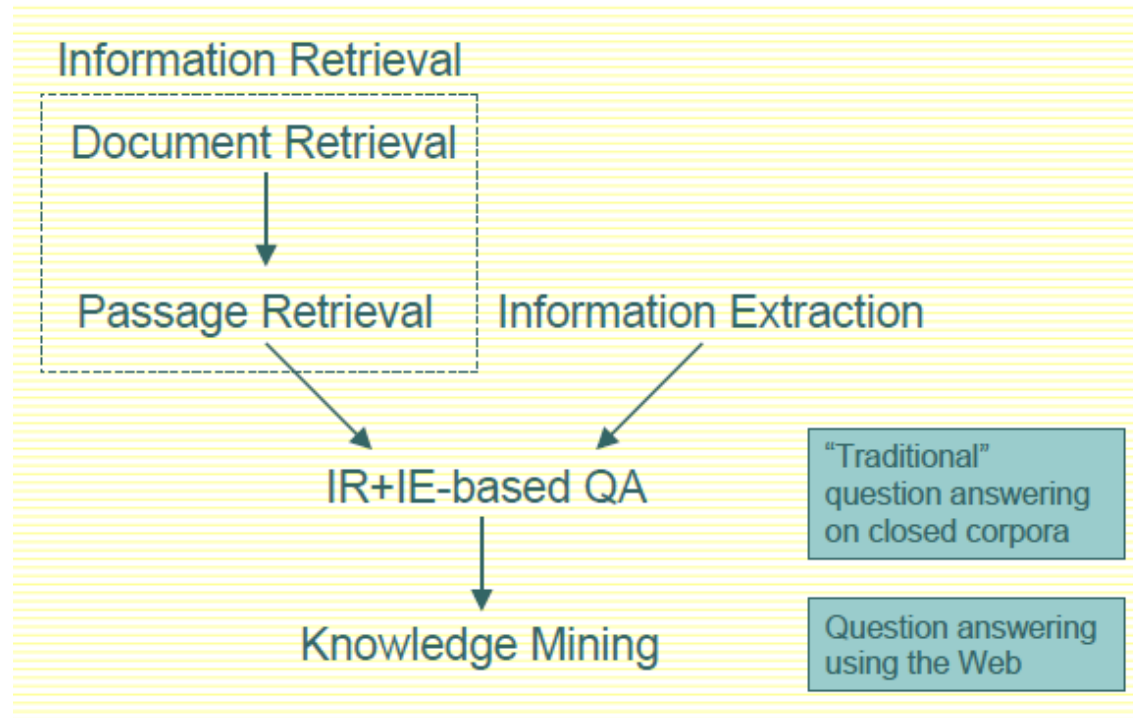 Information Retrieval
Document Retrieval
Passage Retrieval
Information Extraction
IR+IE-based QA
“Traditional”
question answering
on closed corpora
Knowledge Mining
Question answering
using the Web